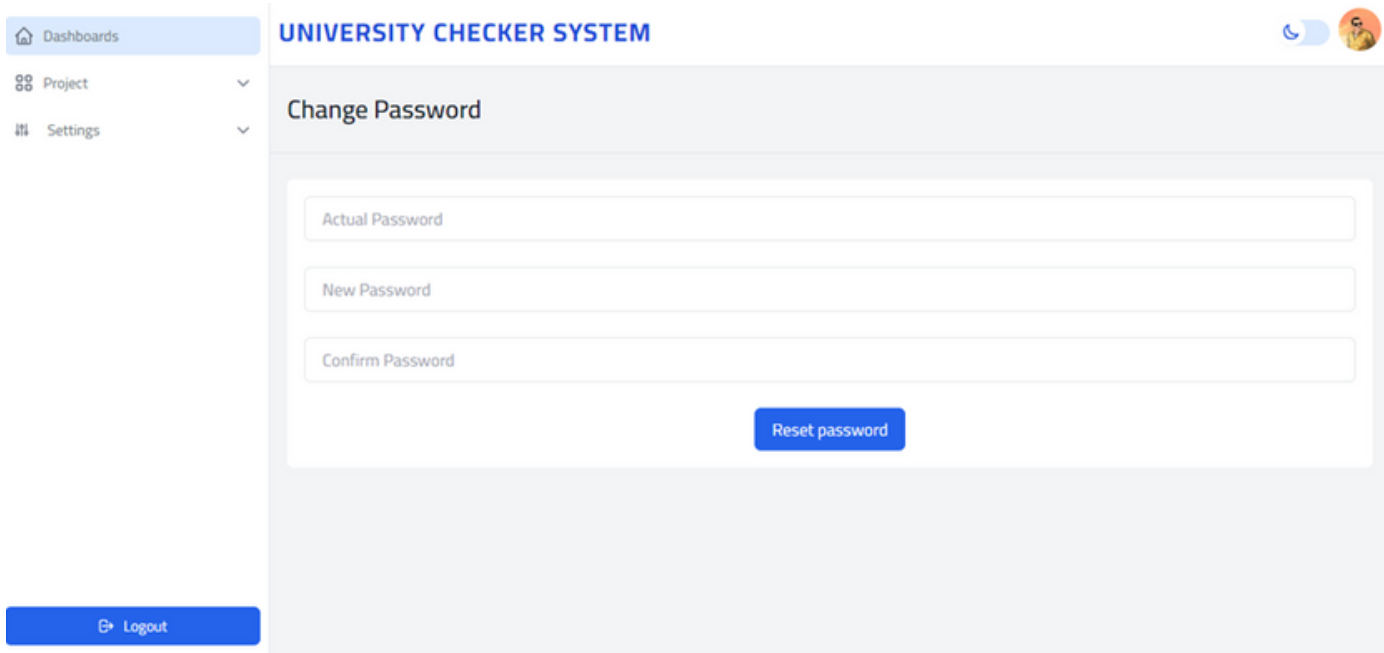 Dashboards
Project
Settings
Logout
UNIVERSITY CHECKER SYSTEM
Change Password
Actual Password
New Password
Confirm Password
Reset password